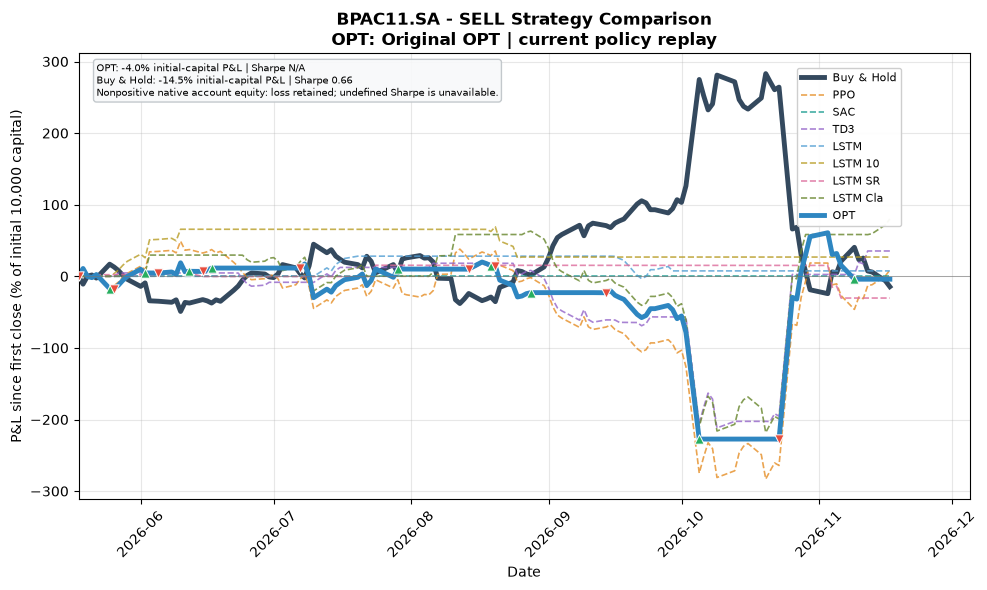 BPAC11.SA - SELL Strategy Comparison
OPT: Original OPT | current policy replay
OPT: -4.0% initial-capital P&L | Sharpe N/A
Buy & Hold: -14.5% initial-capital P&L | Sharpe 0.66
Nonpositive native account equity: loss retained; undefined Sharpe is unavailable.
Buy & Hold
PPO
SAC
TD3
LSTM
LSTM 10
LSTM SR
LSTM Cla
OPT
P&L since first close (% of initial 10,000 capital)
300
200
100
0
−100
−200
−300
2026-06
2026-07
2026-08
2026-09
2026-10
2026-11
2026-12
Date